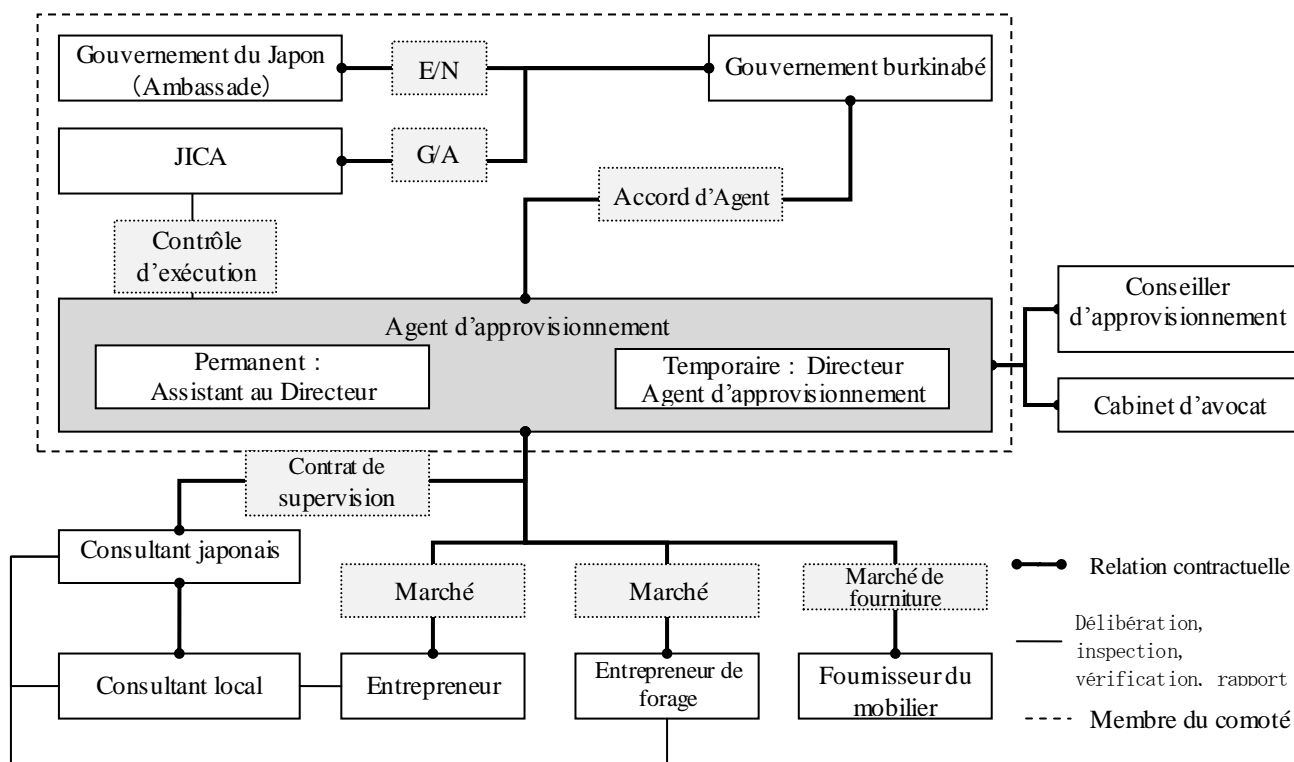 Gouvernement du Japon
（Ambassade）
E/N
Gouvernement burkinabé
JICA
G/A
Accord d'Agent
Contrôle
d'exécution
Agent d'approvisionnement
Permanent :
Assistant au Directeur
Temporaire : Directeur
Agent d'approvisionnement
Conseiller
d'approvisionnement
Cabinet d'avocat
Contrat de
supervision
Consultant japonais
Marché
Marché
Marché de
fourniture
Consultant local
Entrepreneur
Entrepreneur de
forage
Fournisseur du
mobilier
Relation contractuelle
Délibération,
inspection,
vérification, rapport
Membre du comoté